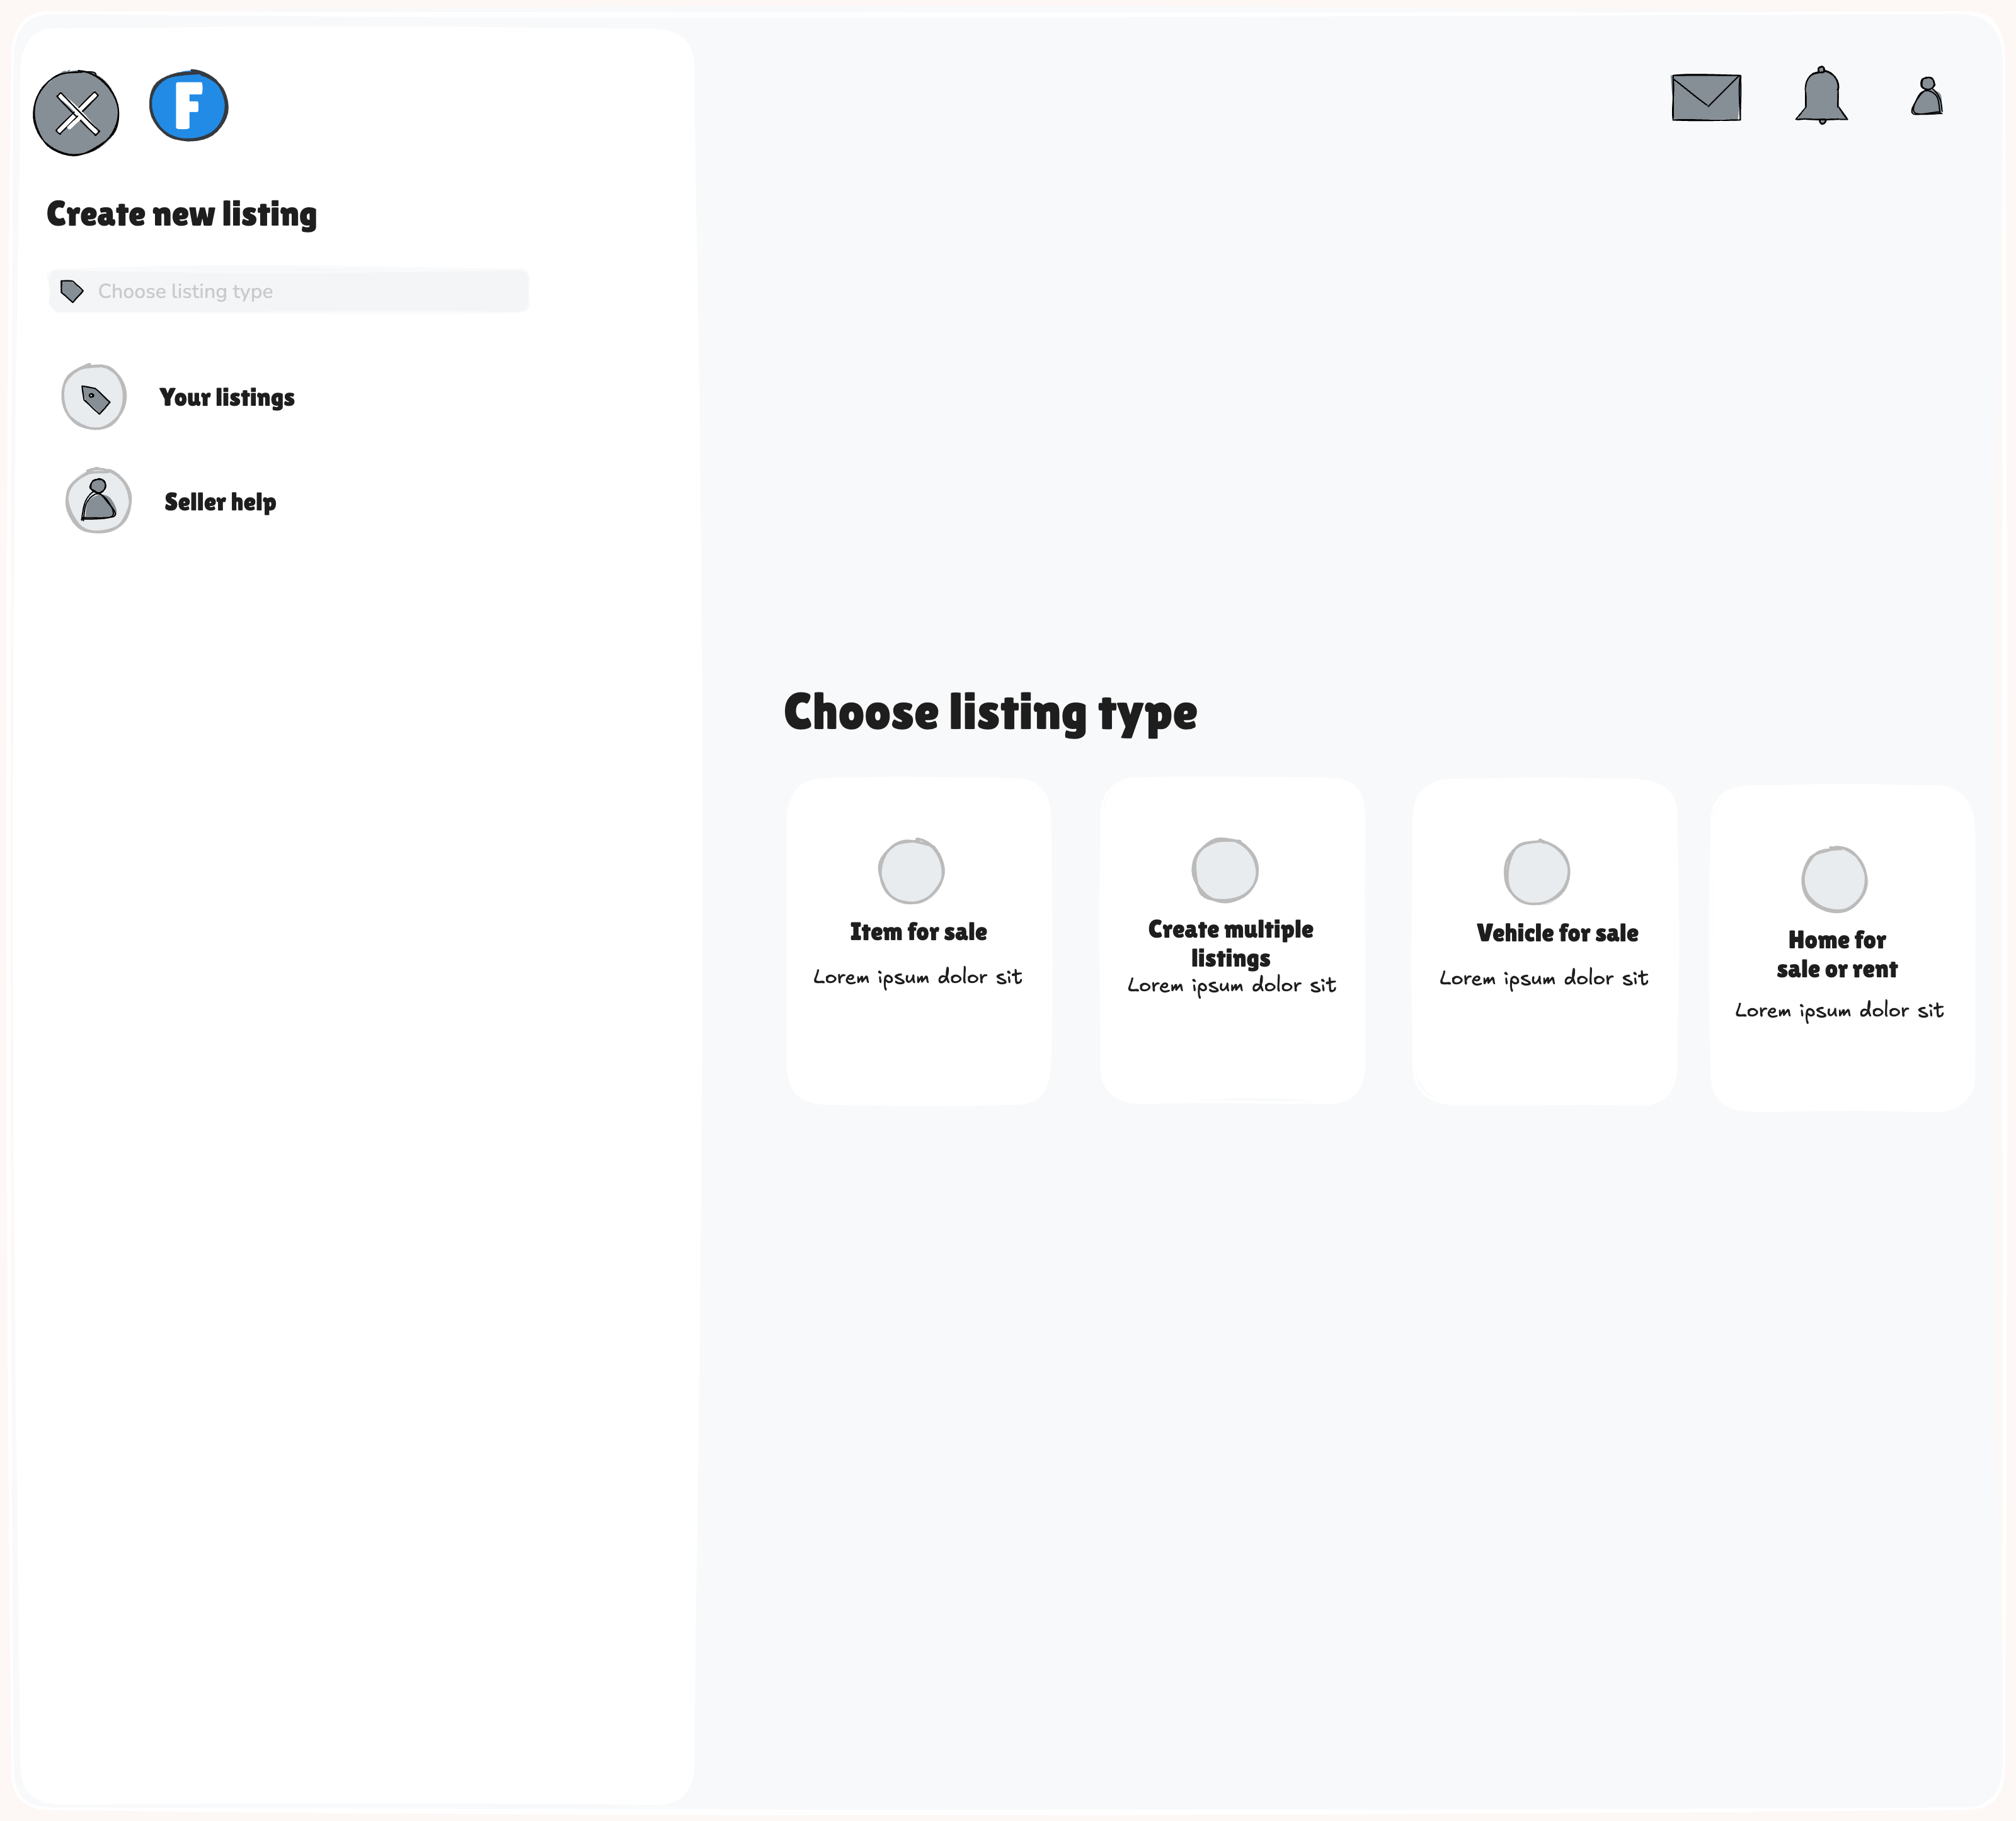 F
Create new listing
Choose listing type
Your listings
Seller help
Choose listing type
Item for sale
Lorem ipsum dolor sit
Create multiple
listings
Lorem ipsum dolor sit
Vehicle for sale
Lorem ipsum dolor sit
Home for
sale or rent
Lorem ipsum dolor sit